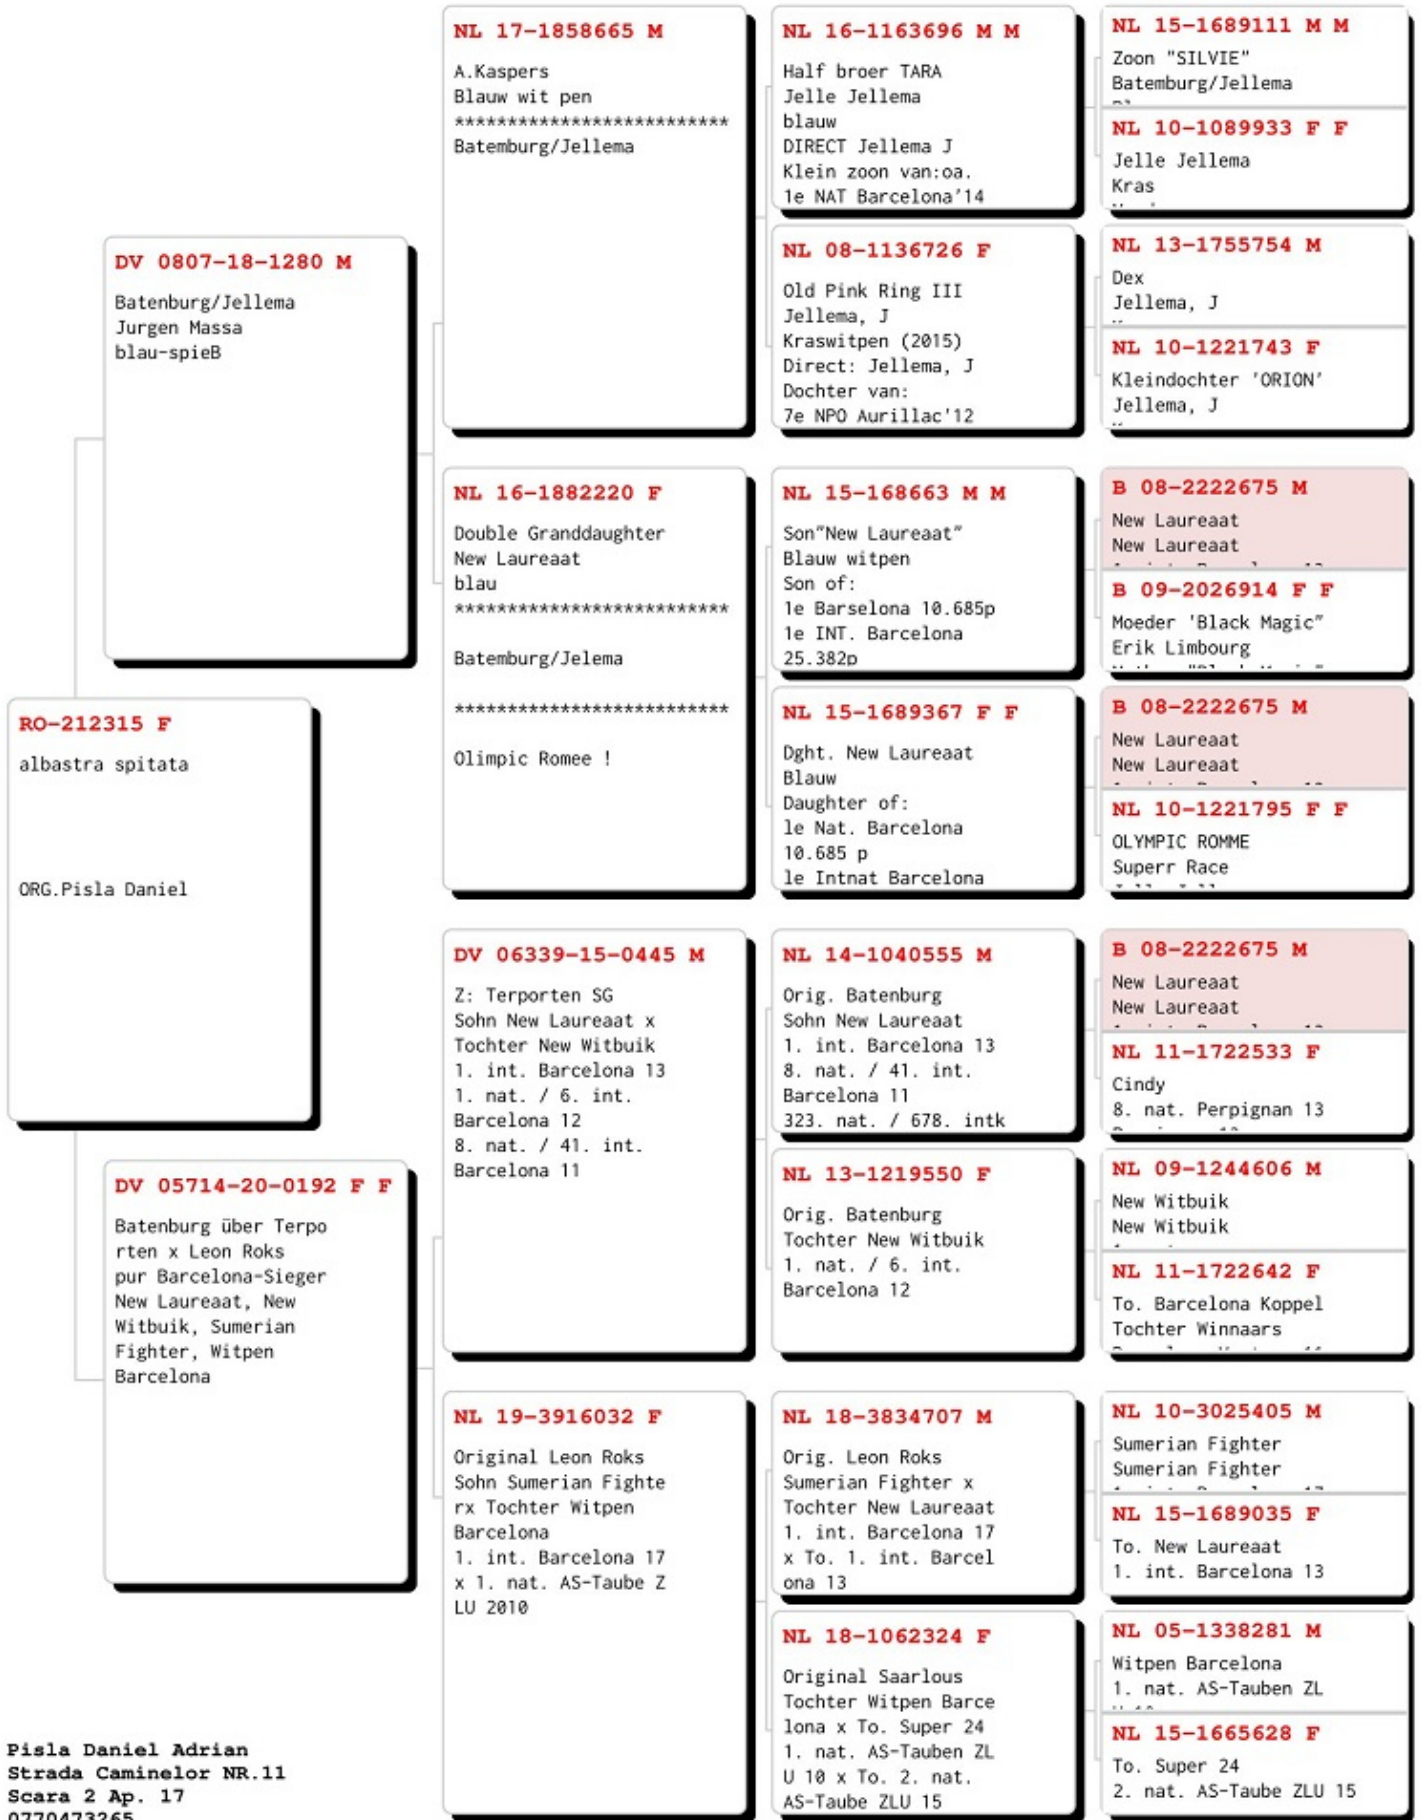 NL 17-1858665 M
A.Kaspers
Blauw wit pen
**************************
Batemburg/Jellema
NL 16-1163696 M M
Half broer TARA
Jelle Jellema
blauw
DIRECT Jellema J
Klein zoon van:oa.
1e NAT Barcelona'14
NL 15-1689111 M M
Zoon "SILVIE"
Batemburg/Jellema
NL 10-1089933 F F
Jelle Jellema
Kras
NL 08-1136726 F
Old Pink Ring III
Jellema, J
Kraswitpen (2015)
Direct: Jellema, J
Dochter van:
7e NPO Aurillac'12
NL 13-1755754 M
Dex
Jellema, J
NL 10-1221743 F
Kleindochter 'ORION'
Jellema, J
DV 0807-18-1280 M
Batenburg/Jellema
Jurgen Massa
blau-spieB
NL 16-1882220 F
Double Granddaughter
New Laureaat
blau
**************************
Batemburg/Jelema
**************************
Olimpic Romee !
NL 15-168663 M M
Son"New Laureaat"
Blauw witpen
Son of:
1e Barselona 10.685p
1e INT. Barcelona
25.382p
B 08-2222675 M
New Laureaat
New Laureaat
B 09-2026914 F F
Moeder 'Black Magic"
Erik Limbourg
NL 15-1689367 F F
Dght. New Laureaat
Blauw
Daughter of:
le Nat. Barcelona
10.685 p
le Intnat Barcelona
B 08-2222675 M
New Laureaat
New Laureaat
NL 10-1221795 F F
OLYMPIC ROMME
Superr Race
RO-212315 F
albastra spitata
ORG.Pisla Daniel
DV 06339-15-0445 M
Z: Terporten SG
Sohn New Laureaat x
Tochter New Witbuik
1. int. Barcelona 13
1. nat. / 6. int.
Barcelona 12
8. nat. / 41. int.
Barcelona 11
NL 14-1040555 M
Orig. Batenburg
Sohn New Laureaat
1. int. Barcelona 13
8. nat. / 41. int.
Barcelona 11
323. nat. / 678. intk
B 08-2222675 M
New Laureaat
New Laureaat
NL 11-1722533 F
Cindy
8. nat. Perpignan 13
NL 13-1219550 F
Orig. Batenburg
Tochter New Witbuik
1. nat. / 6. int.
Barcelona 12
NL 09-1244606 M
New Witbuik
New Witbuik
NL 11-1722642 F
To. Barcelona Koppel
Tochter Winnaars
DV 05714-20-0192 F F
Batenburg über Terpo
rten x Leon Roks
pur Barcelona-Sieger
New Laureaat, New
Witbuik, Sumerian
Fighter, Witpen
Barcelona
NL 19-3916032 F
Original Leon Roks
Sohn Sumerian Fighte
rx Tochter Witpen
Barcelona
1. int. Barcelona 17
x 1. nat. AS-Taube Z
LU 2010
NL 18-3834707 M
Orig. Leon Roks
Sumerian Fighter x
Tochter New Laureaat
1. int. Barcelona 17
x To. 1. int. Barcel
ona 13
NL 10-3025405 M
Sumerian Fighter
Sumerian Fighter
NL 15-1689035 F
To. New Laureaat
1. int. Barcelona 13
NL 18-1062324 F
Original Saarlous
Tochter Witpen Barce
lona x To. Super 24
1. nat. AS-Tauben ZL
U 10 x To. 2. nat.
AS-Taube ZLU 15
NL 05-1338281 M
Witpen Barcelona
1. nat. AS-Tauben ZL
NL 15-1665628 F
To. Super 24
2. nat. AS-Taube ZLU 15
Pisla Daniel Adrian
Strada Caminelor NR.11
Scara 2 Ap. 17
0770473265